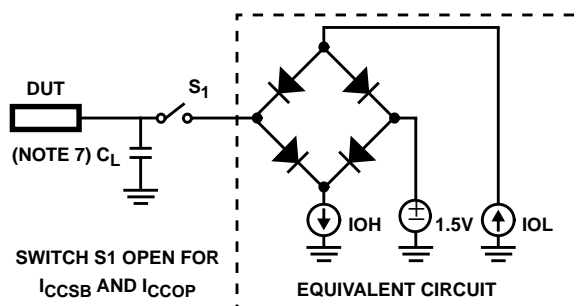 DUT
S1
(NOTE 7) CL
IOH
±
1.5V
IOL
SWITCH S1 OPEN FOR
ICCSB AND ICCOP
EQUIVALENT CIRCUIT